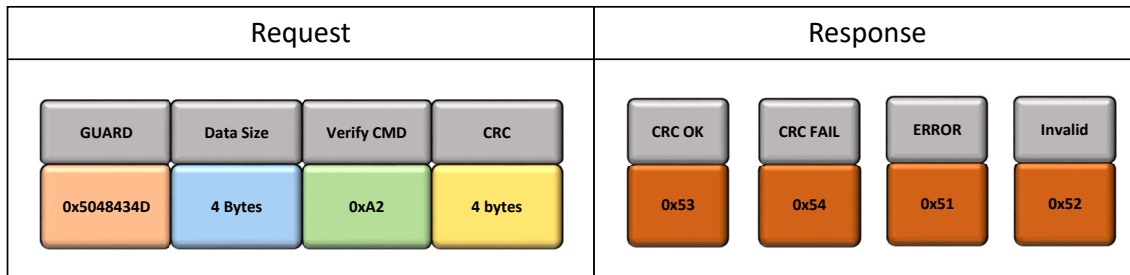 Request
Response
GUARD Data Size Verify CMD CRC
0x5048434D 4 Bytes 0xA2 4 bytes
CRC OK CRC FAIL ERROR Invalid
0x53 0x54 0x51 0x52